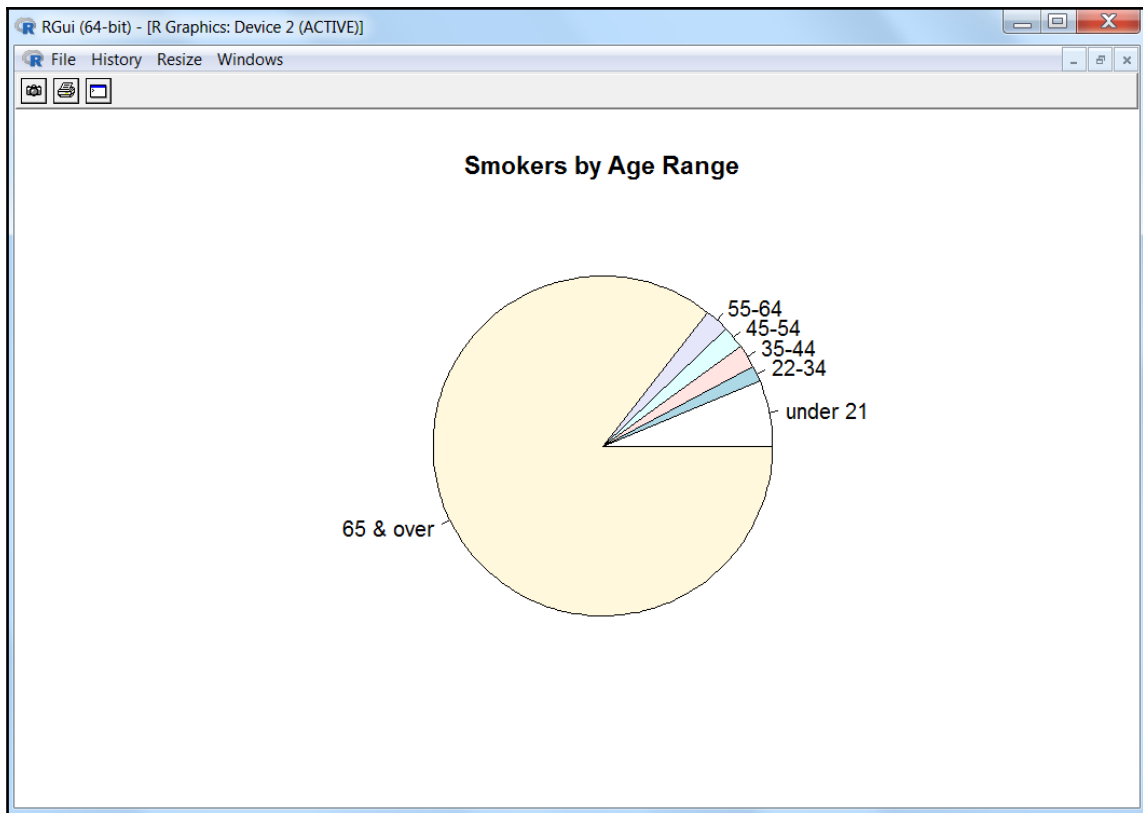 RGui (64-bit) - [R Graphics: Device 2 (ACTIVE)]
File History Resize Windows
Smokers by Age Range
55-64
45-54
35-44
22-34
under 21
65 & over